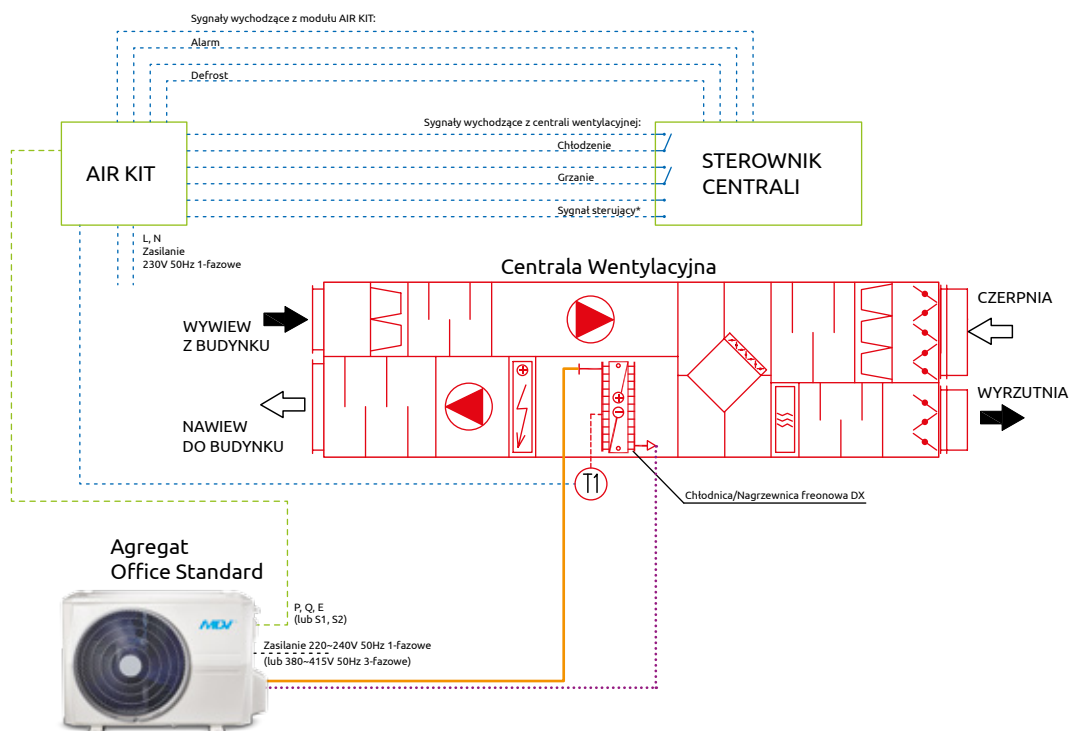 Sygnały wychodzące z modułu AIR KIT:
Alarm
Defrost
Sygnały wychodzące z centrali wentylacyjnej:
Chłodzenie
Grzanie
Sygnał sterujący*
AIR KIT
STEROWNIK
CENTRALI
L, N
Zasilanie
230V 50Hz 1-fazowe
Centrala Wentylacyjna
WYWIEW
Z BUDYNKU
CZERPNIA
NAWIEW
DO BUDYNKU
WYRZUTNIA
T1
Chłodnica/Nagrzewnica freonowa DX
Agregat
Office Standard
MDV
P, Q, E
(lub S1, S2)
Zasilanie 220~240V 50Hz 1-fazowe
(lub 380~415V 50Hz 3-fazowe)